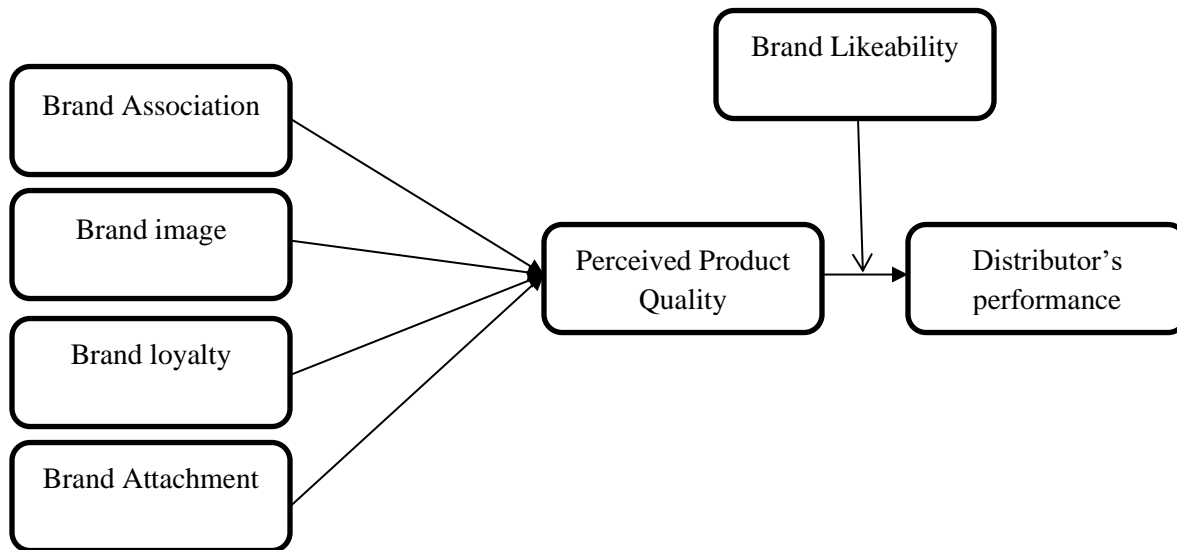 Brand Likeability
Brand Association
Brand image
Perceived Product
Quality
Distributor’s
performance
Brand loyalty
Brand Attachment